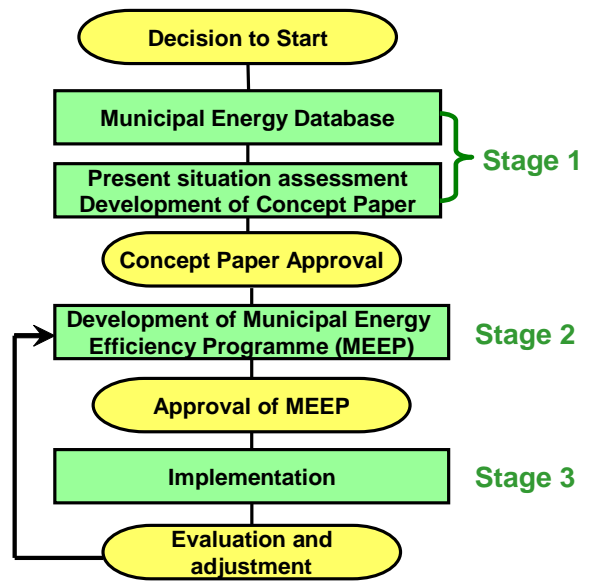 Decision to Start
Municipal Energy Database
Stage 1
Present situation assessment
Development of Concept Paper
Concept Paper Approval
Development of Municipal Energy
Efficiency Programme (MEEP)
Stage 2
Approval of MEEP
Implementation
Stage 3
Evaluation and
adjustment